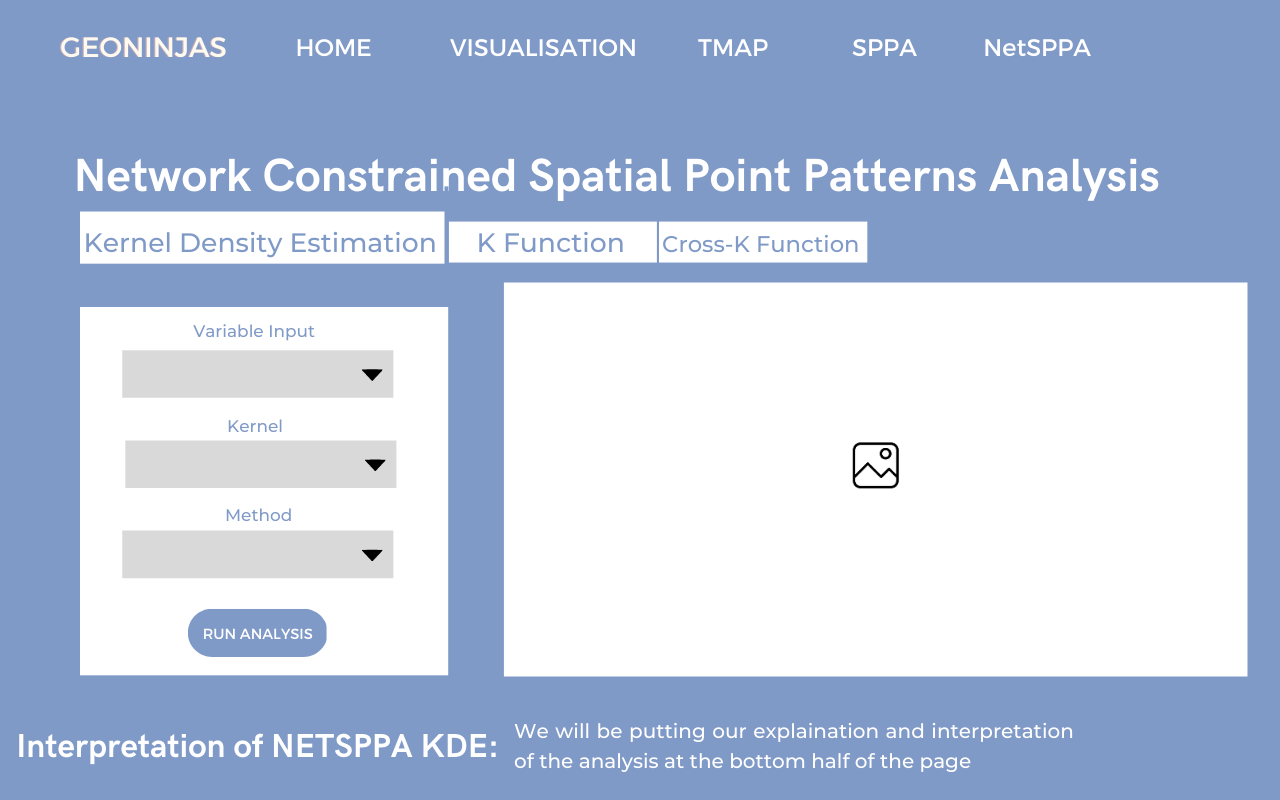 GEONINJAS HOME VISUALISATION TMAP SPPA NetSPPA
Network Constrained Spatial Point Patterns Analysis
Kernel Density Estimation K Function Cross-K Function
Variable Input
Kernel
Method
RUN ANALYSIS
Interpretation of NETSPPA KDE:
We will be putting our explaination and interpretation
of the analysis at the bottom half of the page